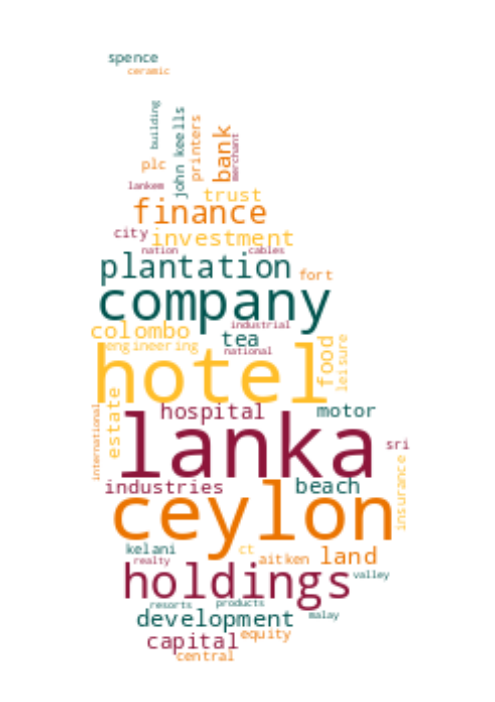 spence
ceramic
building
john keells
printers
bank
merchant
plc
lankem
trust
finance
city
investment
nation
cables
plantation
fort
company
industrial
colombo
tea
engineering
national
food
leisure
hotel
estate
international
hospital
motor
lanka
sri
industries
beach
insurance
ceylon
kelani
ct
realty
aitken
land
valley
holdings
resorts
products
development
malay
capital
equity
central